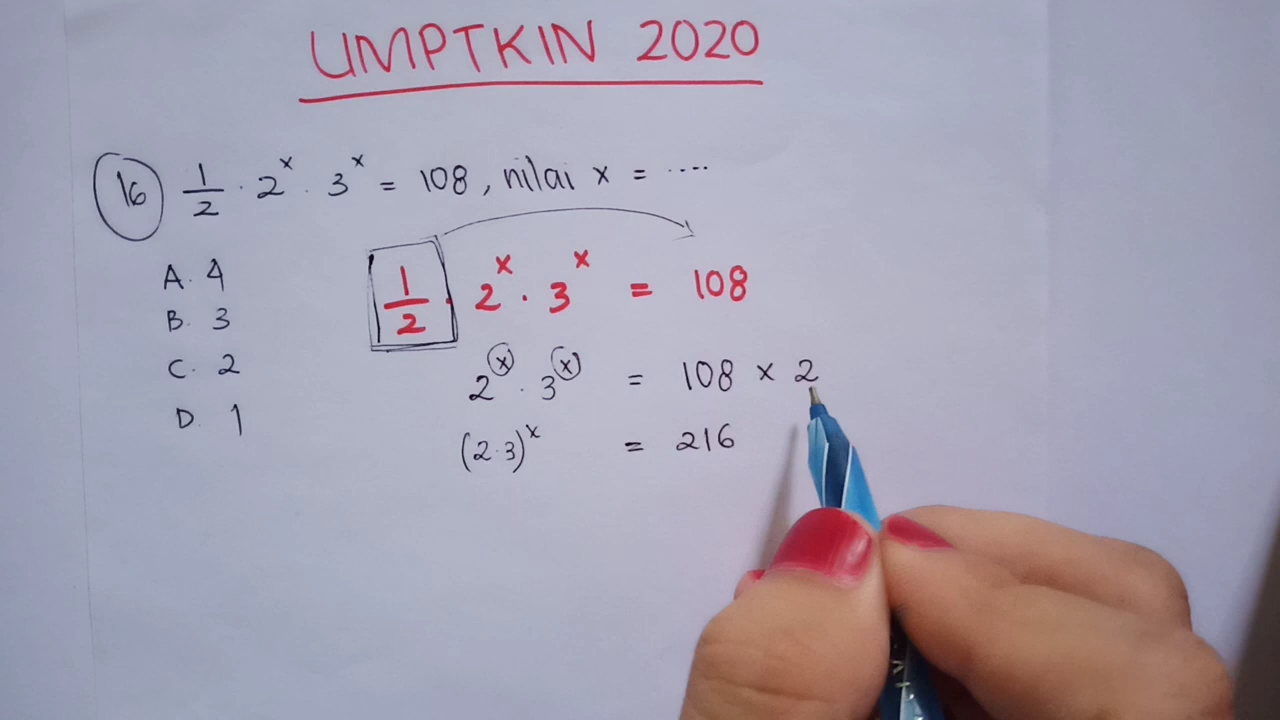 UMPTKIN 2020
16 1/2 · 2^x · 3^x = 108, nilai x = ....
A. 4
B. 3
C. 2
D. 1
1/2 · 2^x · 3^x = 108
2^x · 3^x = 108 × 2
(2·3)^x = 216